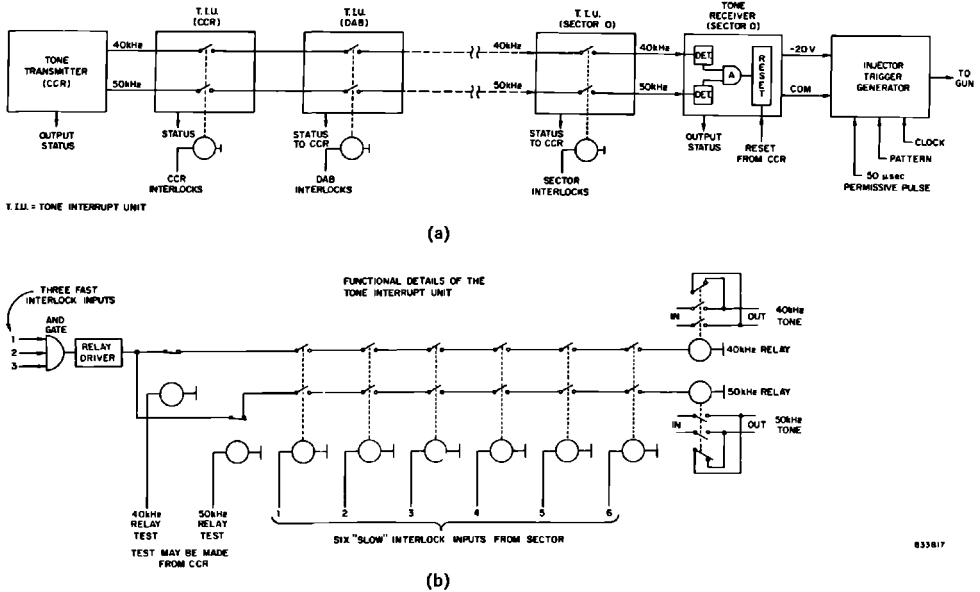 T.I.U.
(CCR)
T.I.U.
(DAB)
T.I.U.
(SECTOR 0)
TONE
RECEIVER
(SECTOR 0)
TONE
TRANSMITTER
(CCR)
40kHz
50kHz
40kHz
50kHz
40kHz
50kHz
DET.
DET.
A
RESET
-20V
COM
INJECTOR
TRIGGER
GENERATOR
TO
GUN
OUTPUT
STATUS
STATUS
CCR
INTERLOCKS
STATUS
TO CCR
DAB
INTERLOCKS
STATUS
TO CCR
SECTOR
INTERLOCKS
OUTPUT
STATUS
RESET
FROM CCR
CLOCK
PATTERN
50 μsec
PERMISSIVE PULSE
T.I.U. = TONE INTERRUPT UNIT
(a)
FUNCTIONAL DETAILS OF THE
TONE INTERRUPT UNIT
THREE FAST
INTERLOCK INPUTS
AND
GATE
1
2
3
RELAY
DRIVER
IN
OUT
40kHz
TONE
40kHz RELAY
50kHz RELAY
IN
OUT
50kHz
TONE
40kHz
RELAY
TEST
50kHz
RELAY
TEST
TEST MAY BE MADE
FROM CCR
1
2
3
4
5
6
SIX "SLOW" INTERLOCK INPUTS FROM SECTOR
833B17
(b)